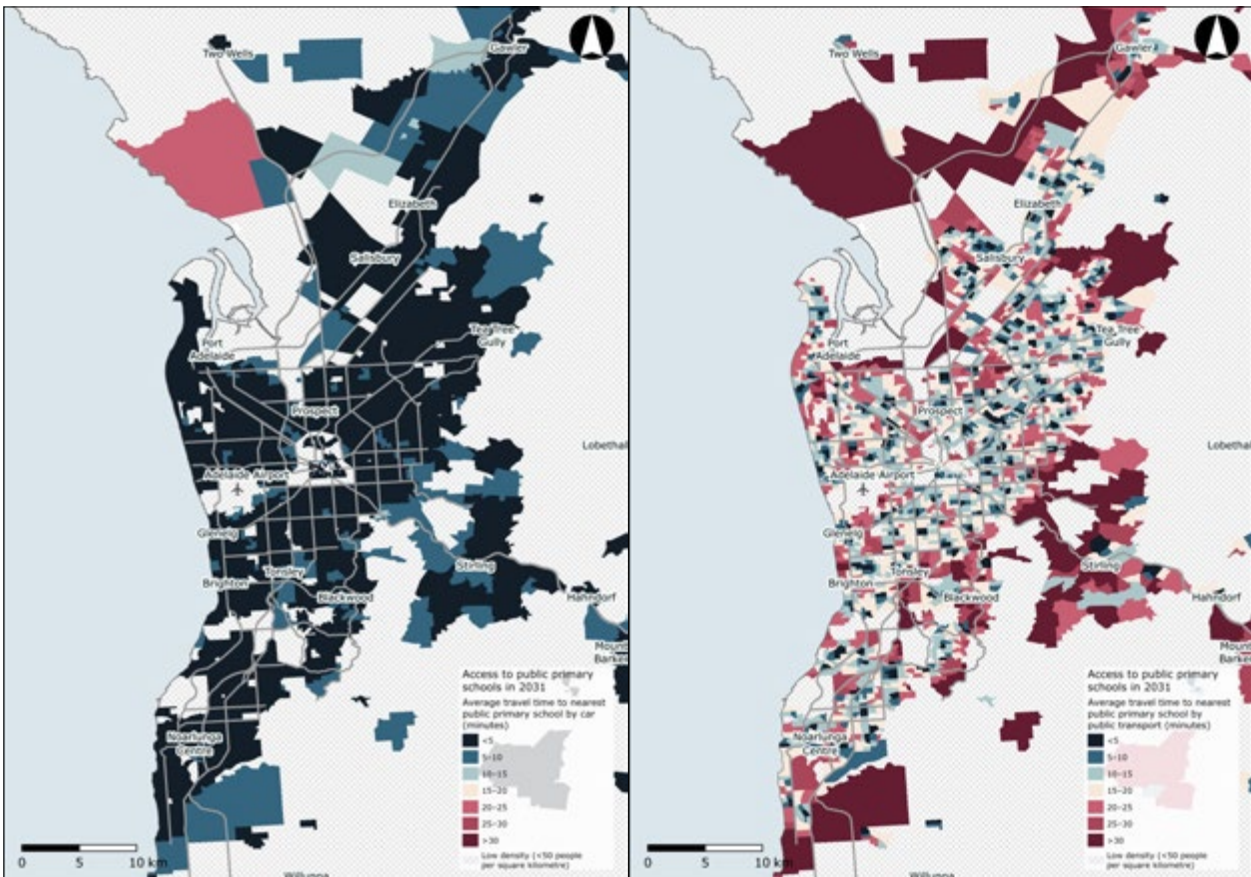 Two Wells
Gawler
Elizabeth
Salisbury
Tea Tree
Gully
Port
Adelaide
Prospect
Lobethal
Adelaide Airport
Glenelg
Stirling
Brighton
Tonsley
Blackwood
Hahndorf
Mount
Barker
Noarlunga
Centre
Willunga
Access to public primary
schools in 2031
Average travel time to nearest
public primary school by car
(minutes)
<5
5-10
10-15
15-20
20-25
25-30
>30
Low density (<50 people
per square kilometre)
0 5 10 km
Two Wells
Gawler
Elizabeth
Salisbury
Tea Tree
Gully
Port
Adelaide
Prospect
Lobethal
Adelaide Airport
Glenelg
Stirling
Brighton
Tonsley
Blackwood
Hahndorf
Mount
Barker
Noarlunga
Centre
Access to public primary
schools in 2031
Average travel time to nearest
public primary school by
public transport (minutes)
<5
5-10
10-15
15-20
20-25
25-30
>30
Low density (<50 people
per square kilometre)
0 5 10 km